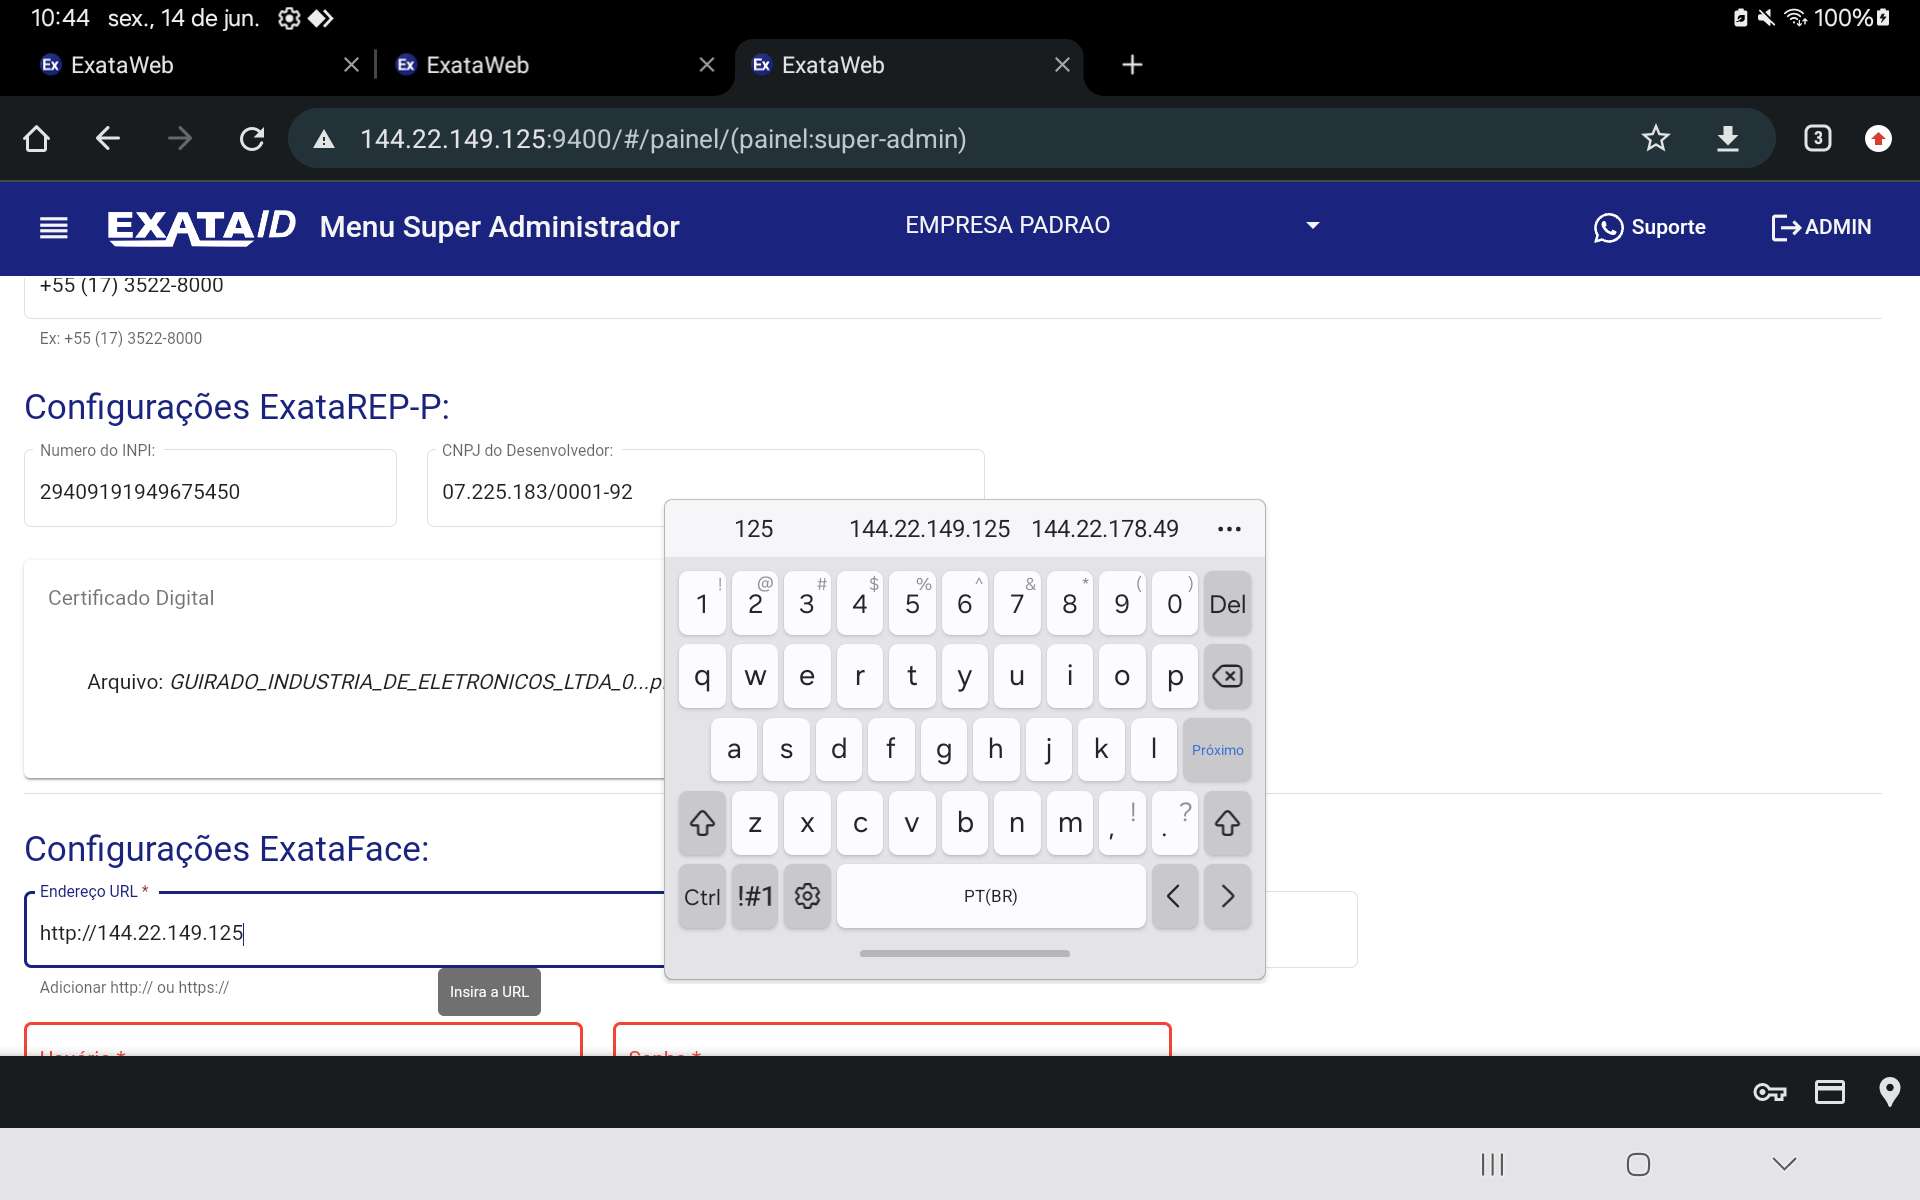 10:44 sex., 14 de jun. 100%
Ex ExataWeb
Ex ExataWeb
Ex ExataWeb
144.22.149.125:9400/#/painel/(painel:super-admin)
3
EXATA/D Menu Super Administrador EMPRESA PADRAO Suporte ADMIN
+55 (17) 3522-8000
Ex: +55 (17) 3522-8000
Configurações ExataREP-P:
Numero do INPI: CNPJ do Desenvolvedor:
29409191949675450 07.225.183/0001-92
Certificado Digital
Arquivo: GUIRADO_INDUSTRIA_DE_ELETRONICOS_LTDA_0...p
Configurações ExataFace:
Endereço URL *
http://144.22.149.125
Adicionar http:// ou https://
Insira a URL
Usuário * Senha *
125 144.22.149.125 144.22.178.49 •••
! @ # $ % ^ & * ( )
1 2 3 4 5 6 7 8 9 0 Del
q w e r t y u i o p
a s d f g h j k l Próximo
z x c v b n m , ! . ?
Ctrl !#1 PT(BR) < >